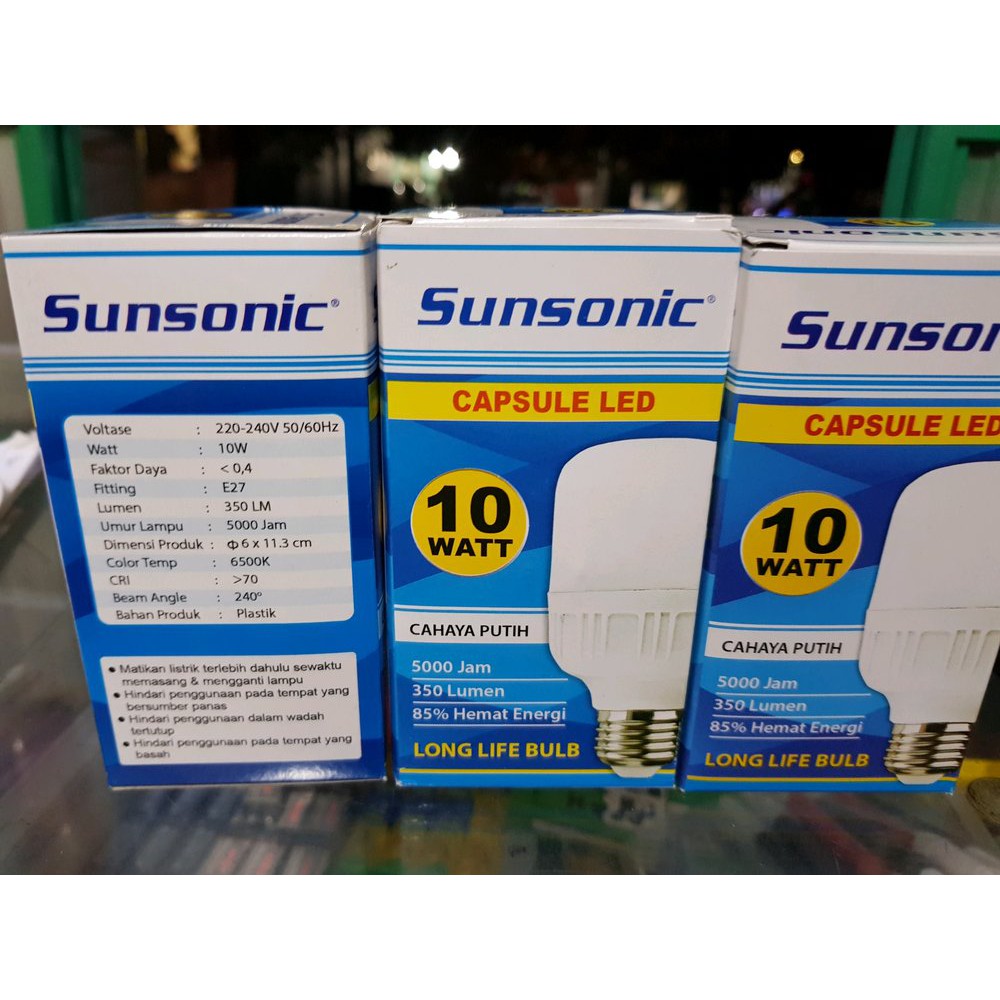 Sunsonic®
Voltase : 220-240V 50/60Hz
Watt : 10W
Faktor Daya : < 0,4
Fitting : E27
Lumen : 350 LM
Umur Lampu : 5000 Jam
Dimensi Produk : Φ 6 x 11.3 cm
Color Temp : 6500K
CRI : >70
Beam Angle : 240°
Bahan Produk : Plastik
• Matikan listrik terlebih dahulu sewaktu
memasang & mengganti lampu
• Hindari penggunaan pada tempat yang
bersumber panas
• Hindari penggunaan dalam wadah
tertutup
• Hindari penggunaan pada tempat yang
basah
Sunsonic®
CAPSULE LED
10
WATT
CAHAYA PUTIH
5000 Jam
350 Lumen
85% Hemat Energi
LONG LIFE BULB
Sunson
CAPSULE LED
10
WATT
CAHAYA PUTIH
5000 Jam
350 Lumen
85% Hemat Energi
LONG LIFE BULB